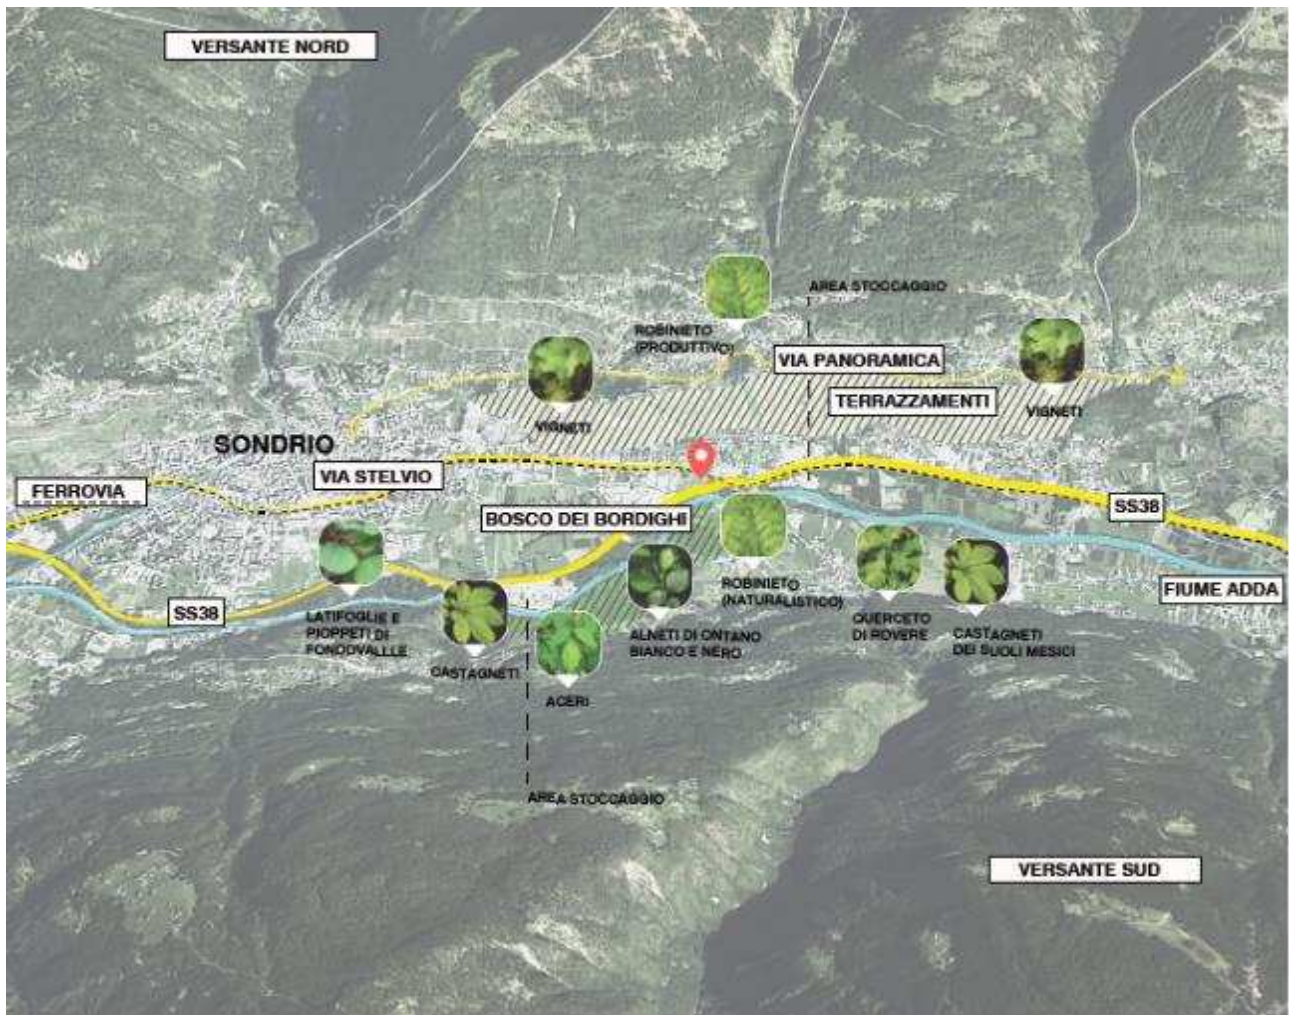 VERSANTE NORD
AREA STOCCAGGIO
ROBINIETO
(PRODUTTIVO)
VIA PANORAMICA
TERRAZZAMENTI
VIGNETI
VIGNETI
SONDRIO
VIA STELVIO
FERROVIA
BOSCO DEI BORDIGHI
SS38
FIUME ADDA
SS38
LATIFOGLIE E
PIOPPETI DI
FONDOVALLLE
CASTAGNETI
ACERI
ALNETI DI ONTANO
BIANCO E NERO
ROBINIETO
(NATURALISTICO)
QUERCETO
DI ROVERE
CASTAGNETI
DEI SUOLI MESICI
AREA STOCCAGGIO
VERSANTE SUD